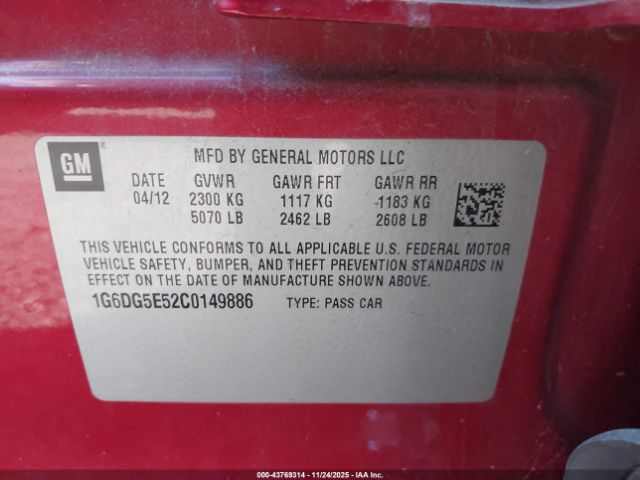 GM
MFD BY GENERAL MOTORS LLC
DATE GVWR GAWR FRT GAWR RR
04/12 2300 KG 1117 KG 1183 KG
5070 LB 2462 LB 2608 LB
THIS VEHICLE CONFORMS TO ALL APPLICABLE U.S. FEDERAL MOTOR
VEHICLE SAFETY, BUMPER, AND THEFT PREVENTION STANDARDS IN
EFFECT ON THE DATE OF MANUFACTURE SHOWN ABOVE.
1G6DG5E52C0149886 TYPE: PASS CAR
000-43769314 - 11/24/2025 - IAA Inc.